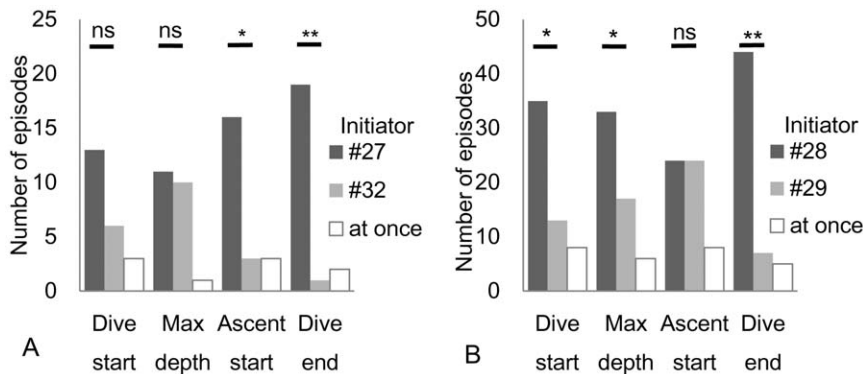 25
20
15
10
5
0
Number of episodes
ns
ns
*
**
Initiator
#27
#32
at once
Dive start
Max depth
Ascent start
Dive end
A
50
40
30
20
10
0
Number of episodes
*
*
ns
**
Initiator
#28
#29
at once
Dive start
Max depth
Ascent start
Dive end
B